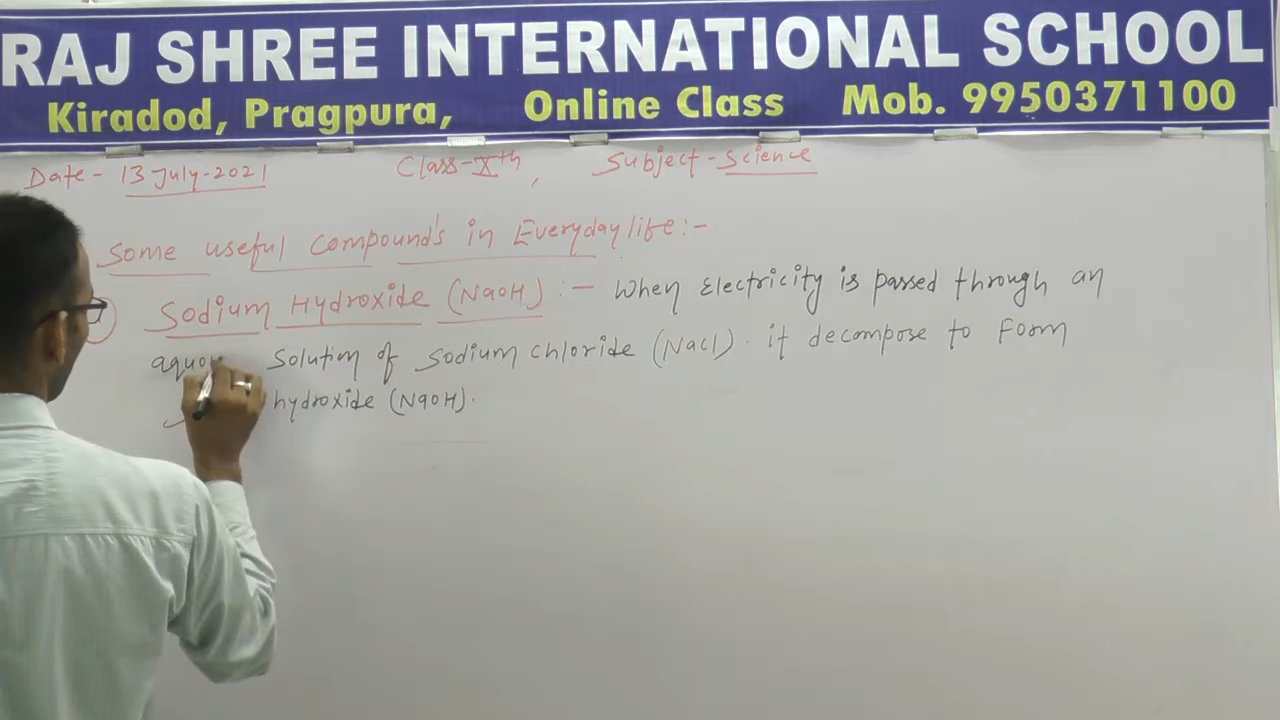 RAJ SHREE INTERNATIONAL SCHOOL
Kiradod, Pragpura, Online Class Mob. 9950371100
Date - 13 July-2021 Class-Xth, Subject-Science
Some useful Compound's in Everyday life:-
Sodium Hydroxide (NaOH) :- When Electricity is passed through an
Solution of Sodium Chloride (NaCl). it decompose to Form
hydroxide (NaOH).